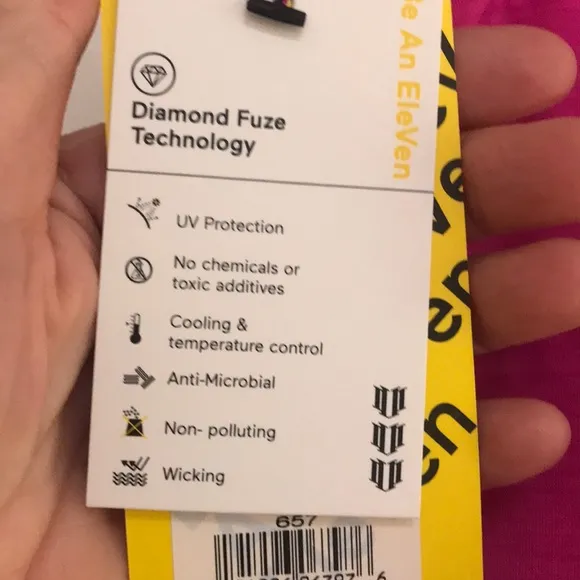 Be An EleVen
Diamond Fuze
Technology
UV Protection
No chemicals or
toxic additives
Cooling &
temperature control
Anti-Microbial
Non- polluting
Wicking
657